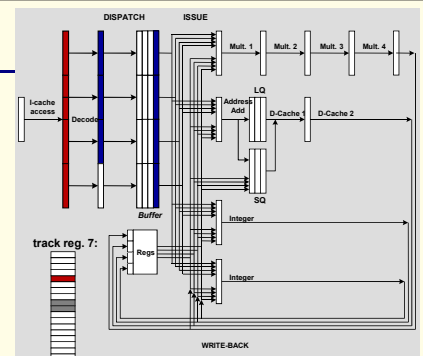 DISPATCH ISSUE
Mult. 1 Mult. 2 Mult. 3 Mult. 4
I-cache
access
Decode
Address
Add
LQ
D-Cache 1 D-Cache 2
SQ
Buffer
Integer
track reg. 7:
Regs
Integer
WRITE-BACK